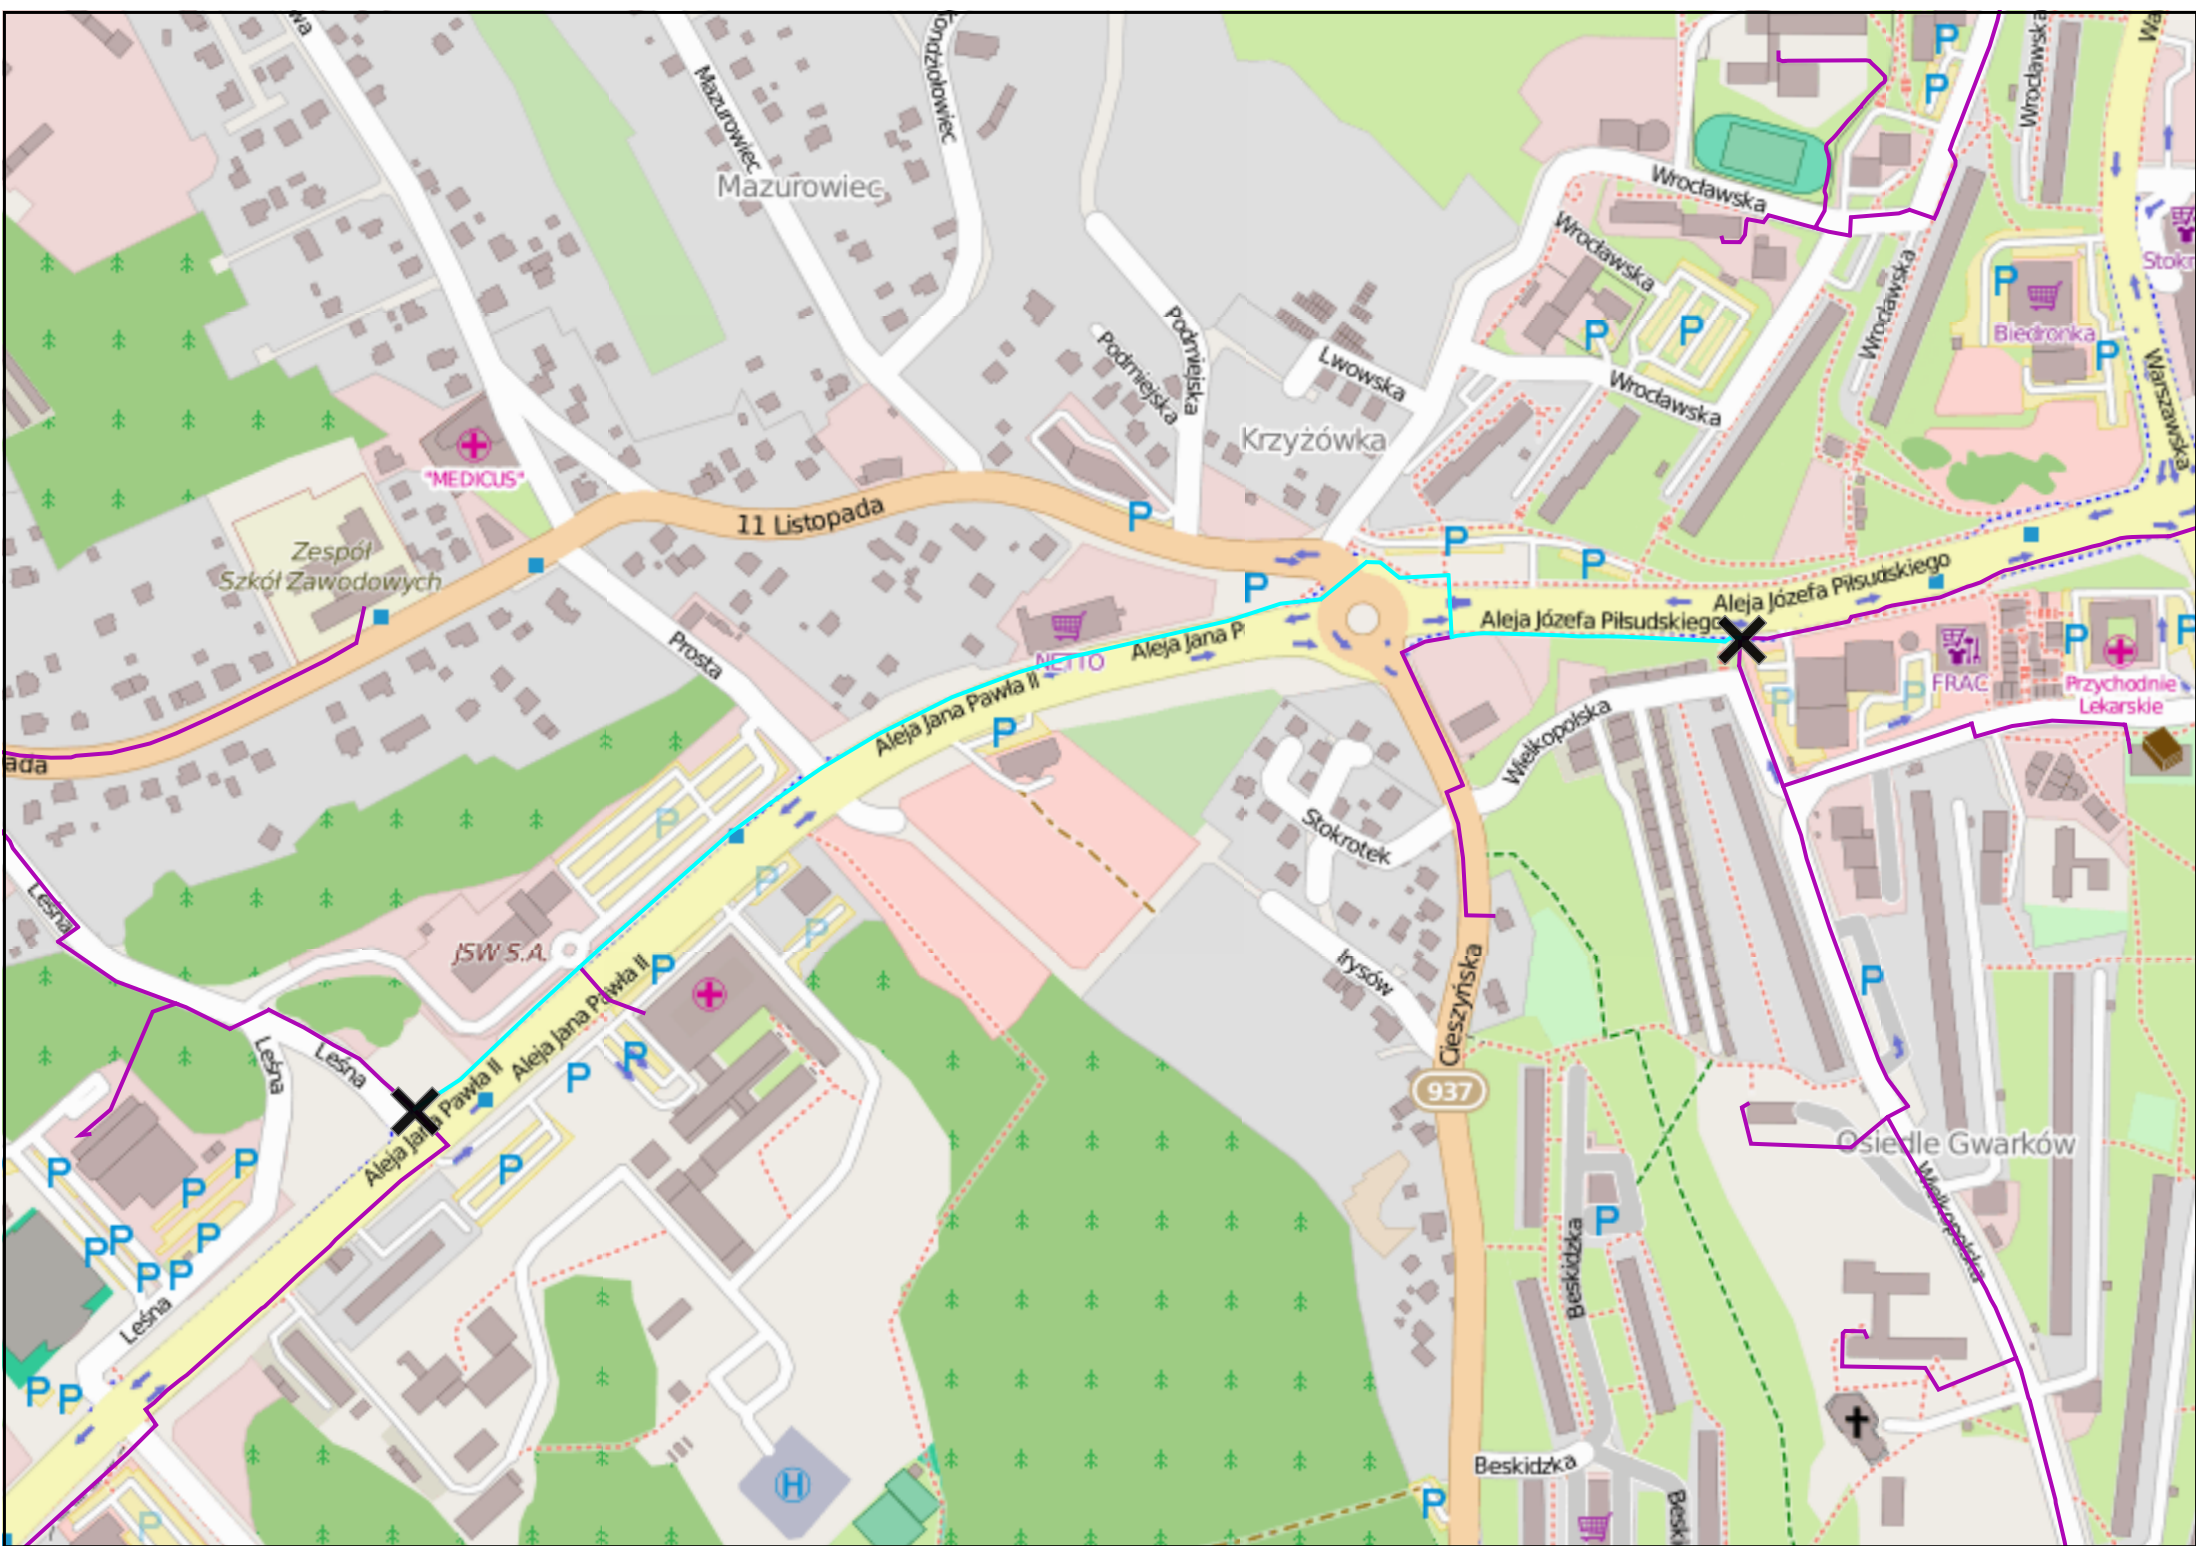 Mazurowiec
Wrocławska
Mazurowiec
Wrocławska
Wrocławska
Wrocławska
Biedronka
Warszawska
Podmiejska
Podmiejska
Lwowska
Wrocławska
Krzyżówka
"MEDICUS"
11 Listopada
Zespół
Szkół Zawodowych
Aleja Józefa Piłsudskiego
Aleja Józefa Piłsudskiego
Prosta
NETTO
Aleja Jana P
FRAC
Przychodnie
Lekarskie
Aleja Jana Pawła II
Wielkopolska
ada
Stokrotek
Leśna
JSW S.A.
Irysów
Cieszyńska
Aleja Jana Pawła II
Leśna
Leśna
937
Aleja Jana Pawła II
Osiedle Gwarków
Wielkopolska
Beskidzka
Leśna
Beskidzka
H